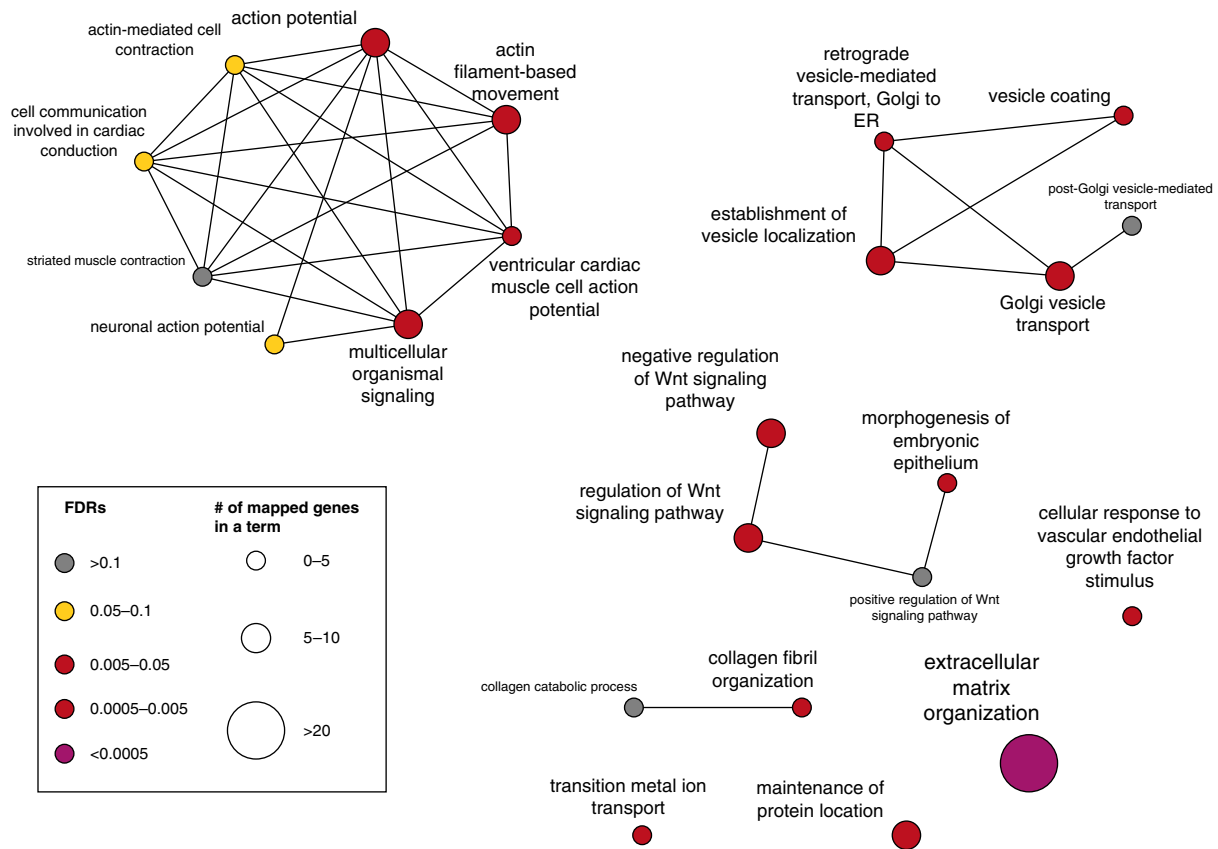 action potential
actin-mediated cell
contraction
actin
filament-based
movement
cell communication
involved in cardiac
conduction
striated muscle contraction
ventricular cardiac
muscle cell action
potential
neuronal action potential
multicellular
organismal
signaling
retrograde
vesicle-mediated
transport, Golgi to
ER
vesicle coating
post-Golgi vesicle-mediated
transport
establishment of
vesicle localization
Golgi vesicle
transport
negative regulation
of Wnt signaling
pathway
morphogenesis of
embryonic
epithelium
regulation of Wnt
signaling pathway
positive regulation of Wnt
signaling pathway
cellular response to
vascular endothelial
growth factor
stimulus
collagen catabolic process
collagen fibril
organization
extracellular
matrix
organization
transition metal ion
transport
maintenance of
protein location
FDRs
>0.1
0.05–0.1
0.005–0.05
0.0005–0.005
<0.0005
# of mapped genes
in a term
0–5
5–10
>20